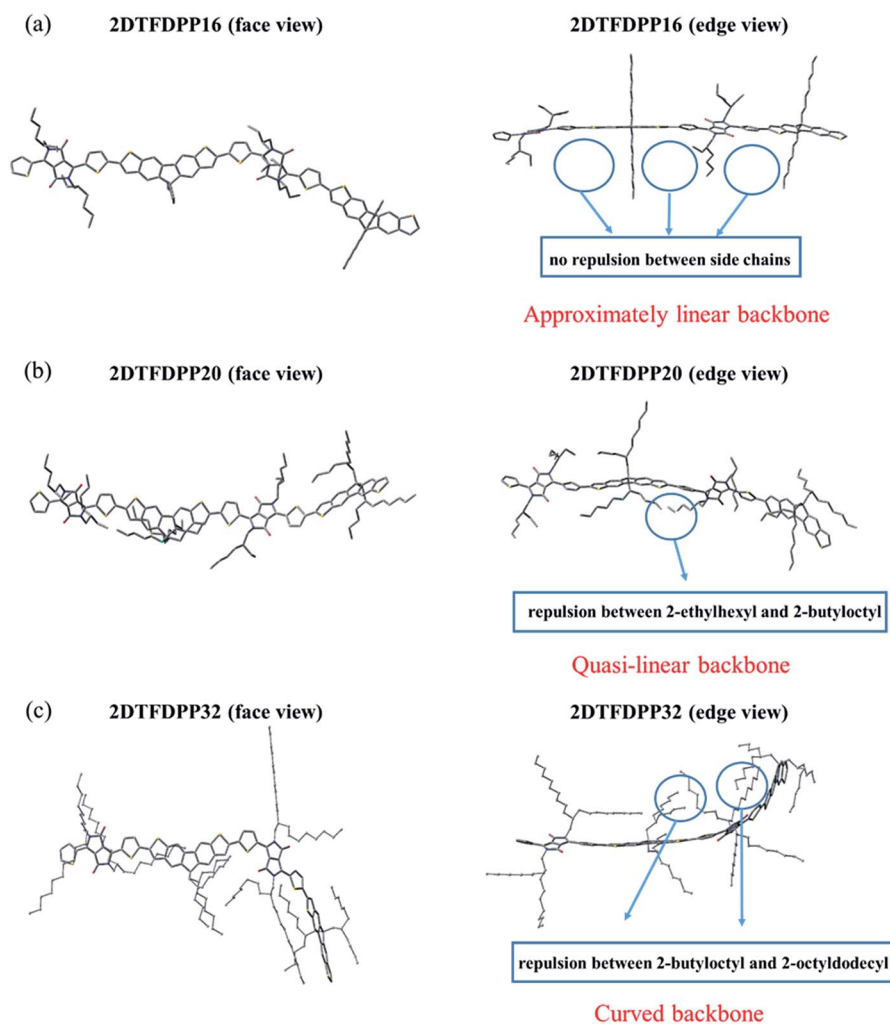 (a)
2DTFDPP16 (face view)
2DTFDPP16 (edge view)
no repulsion between side chains
Approximately linear backbone
(b)
2DTFDPP20 (face view)
2DTFDPP20 (edge view)
repulsion between 2-ethylhexyl and 2-butyloctyl
Quasi-linear backbone
(c)
2DTFDPP32 (face view)
2DTFDPP32 (edge view)
repulsion between 2-butyloctyl and 2-octyldodecyl
Curved backbone